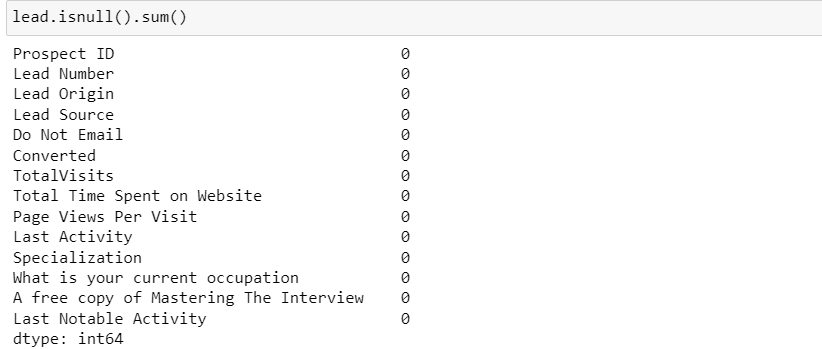 lead.isnull().sum()
Prospect ID 0
Lead Number 0
Lead Origin 0
Lead Source 0
Do Not Email 0
Converted 0
TotalVisits 0
Total Time Spent on Website 0
Page Views Per Visit 0
Last Activity 0
Specialization 0
What is your current occupation 0
A free copy of Mastering The Interview 0
Last Notable Activity 0
dtype: int64